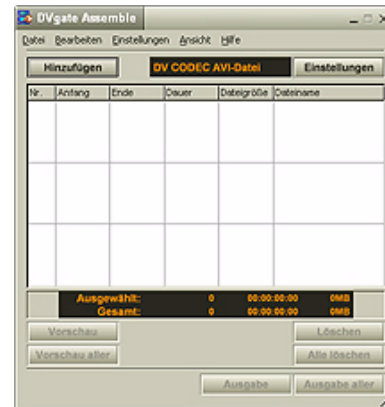 DVgate Assemble
Datei Bearbeiten Einstellungen Ansicht Hilfe
Hinzufügen DV CODEC AVI-Datei Einstellungen
Nr. Anfang Ende Dauer Dateigröße Dateiname
Ausgewählt: 0 00:00:00:00 0MB
Gesamt: 0 00:00:00:00 0MB
Vorschau Löschen
Vorschau aller Alle löschen
Ausgabe Ausgabe aller